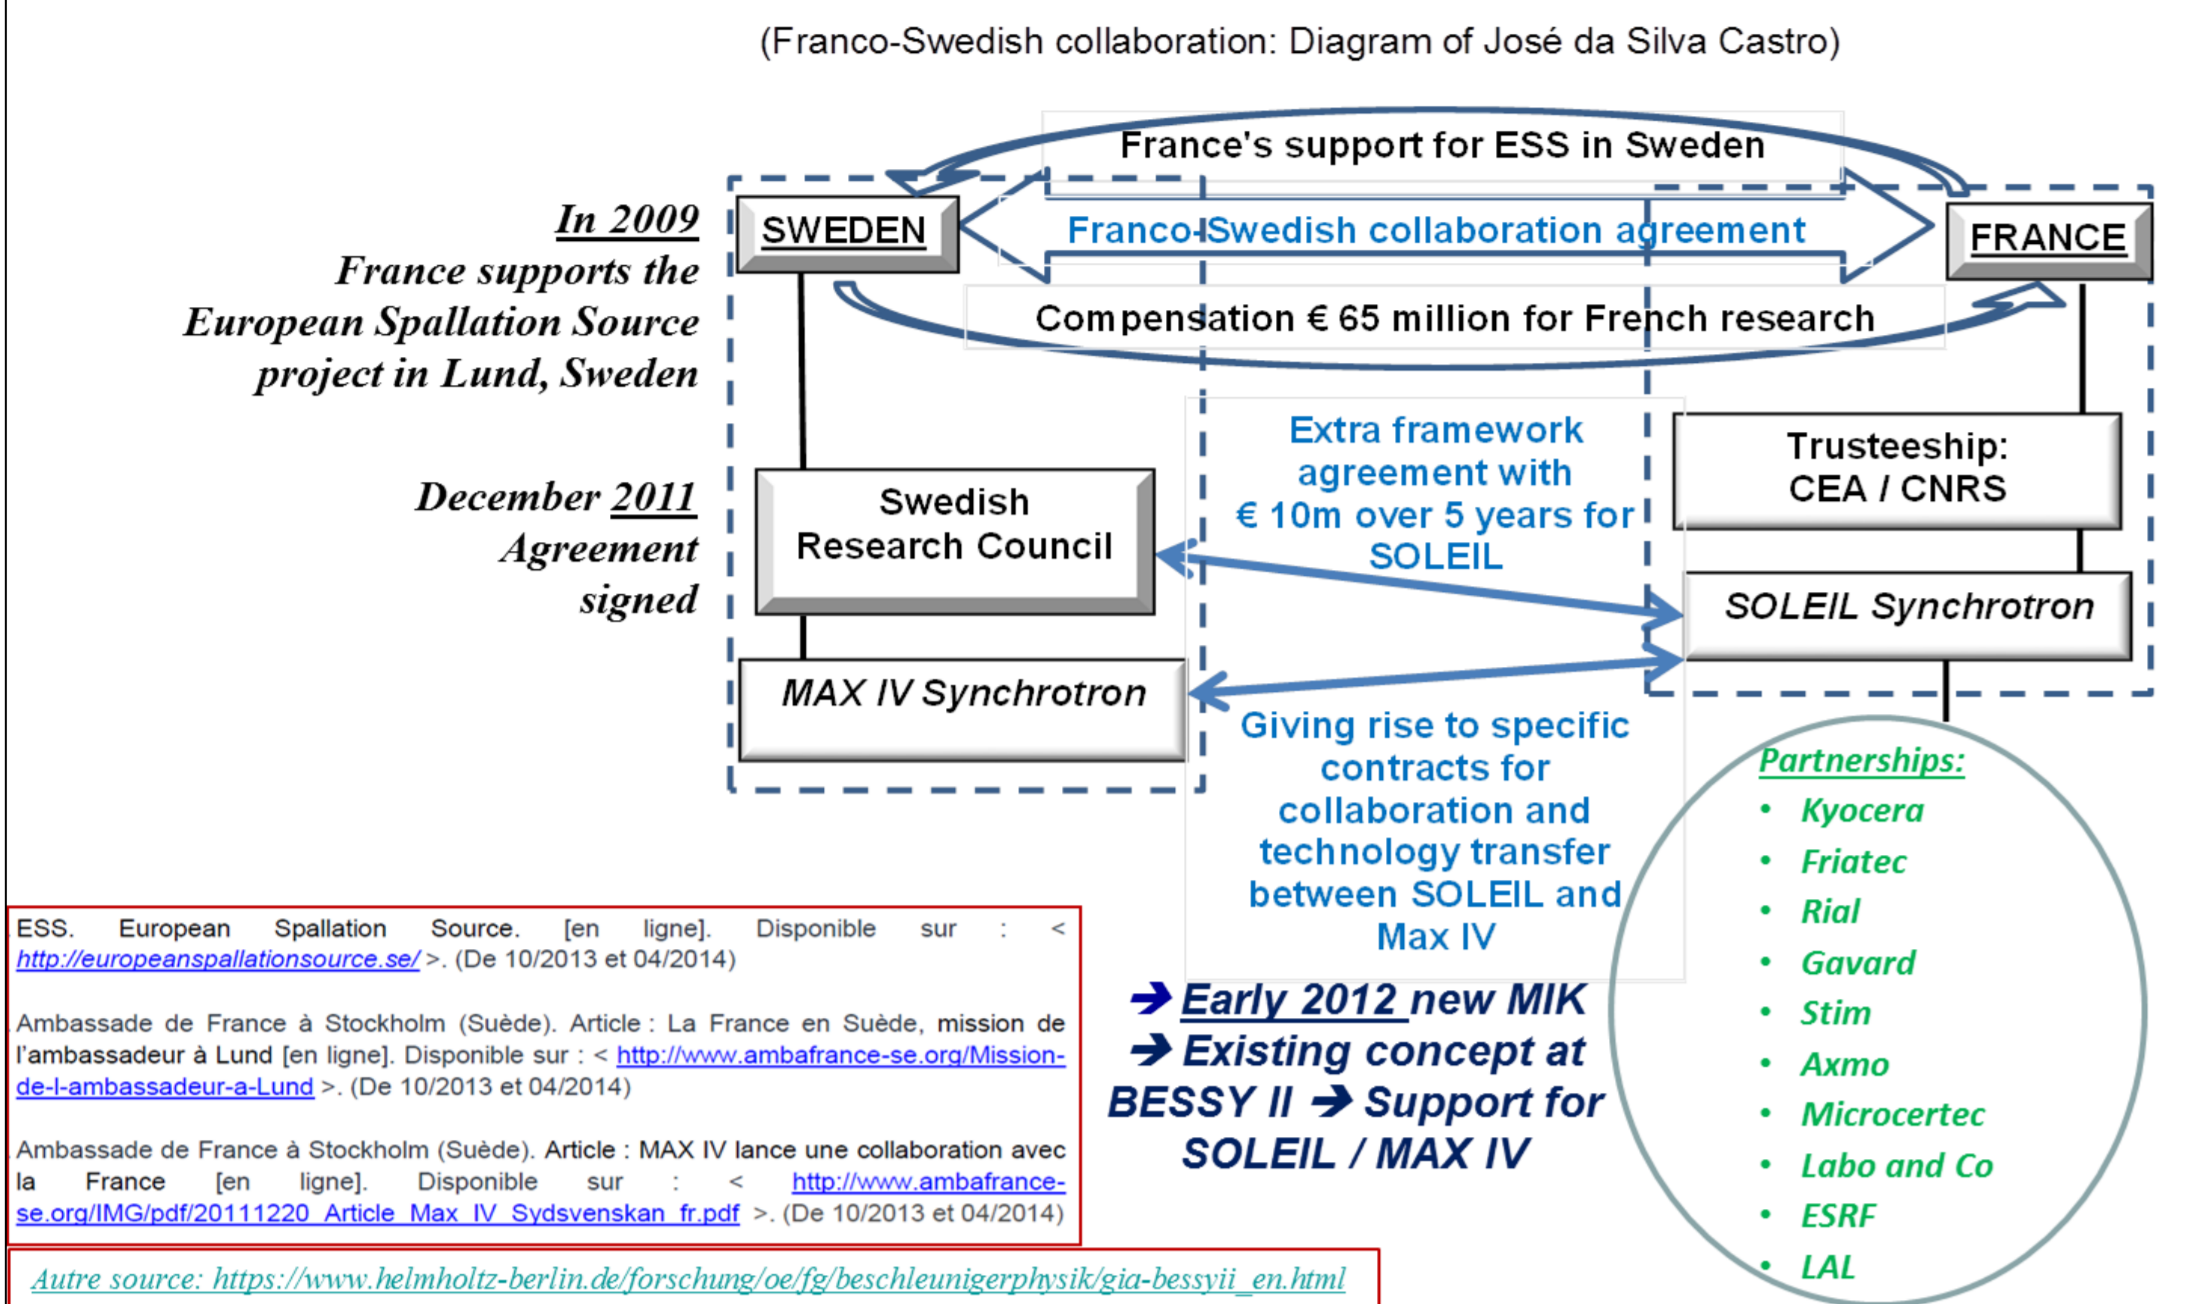 (Franco-Swedish collaboration: Diagram of José da Silva Castro)
France's support for ESS in Sweden
In 2009
France supports the
European Spallation Source
project in Lund, Sweden
SWEDEN
Franco-Swedish collaboration agreement
FRANCE
Compensation € 65 million for French research
December 2011
Agreement
signed
Swedish
Research Council
Extra framework
agreement with
€ 10m over 5 years for
SOLEIL
Trusteeship:
CEA / CNRS
SOLEIL Synchrotron
MAX IV Synchrotron
Giving rise to specific
contracts for
collaboration and
technology transfer
between SOLEIL and
Max IV
Partnerships:
• Kyocera
• Friatec
• Rial
• Gavard
• Stim
• Axmo
• Microcertec
• Labo and Co
• ESRF
• LAL
➔ Early 2012 new MIK
➔ Existing concept at
BESSY II ➔ Support for
SOLEIL / MAX IV
ESS. European Spallation Source. [en ligne]. Disponible sur : <
http://europeanspallationsource.se/ >. (De 10/2013 et 04/2014)
Ambassade de France à Stockholm (Suède). Article : La France en Suède, mission de
l'ambassadeur à Lund [en ligne]. Disponible sur : < http://www.ambafrance-se.org/Mission-
de-l-ambassadeur-a-Lund >. (De 10/2013 et 04/2014)
Ambassade de France à Stockholm (Suède). Article : MAX IV lance une collaboration avec
la France [en ligne]. Disponible sur : < http://www.ambafrance-
se.org/IMG/pdf/20111220_Article_Max_IV_Sydsvenskan_fr.pdf >. (De 10/2013 et 04/2014)
Autre source: https://www.helmholtz-berlin.de/forschung/oe/fg/beschleunigerphysik/gia-bessyii_en.html